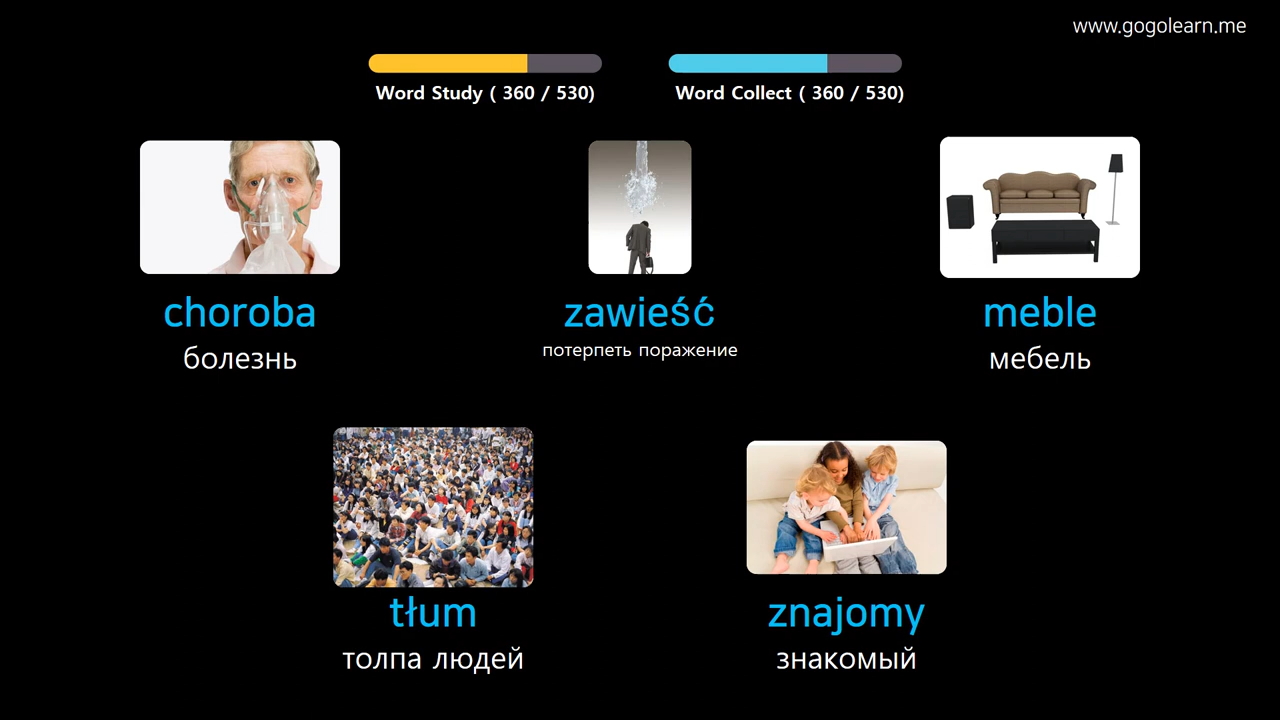 www.gogolearn.me
Word Study ( 360 / 530)
Word Collect ( 360 / 530)
choroba
болезнь
zawieść
потерпеть поражение
meble
мебель
tłum
толпа людей
znajomy
знакомый